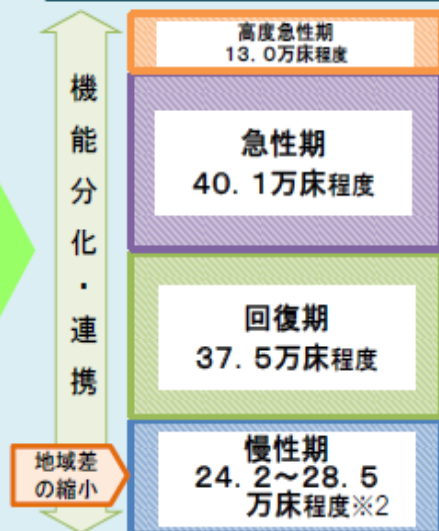 機能分化・連携
地域差
の縮小
高度急性期
13.0万床程度
急性期
40.1万床程度
回復期
37.5万床程度
慢性期
24.2~28.5
万床程度※2